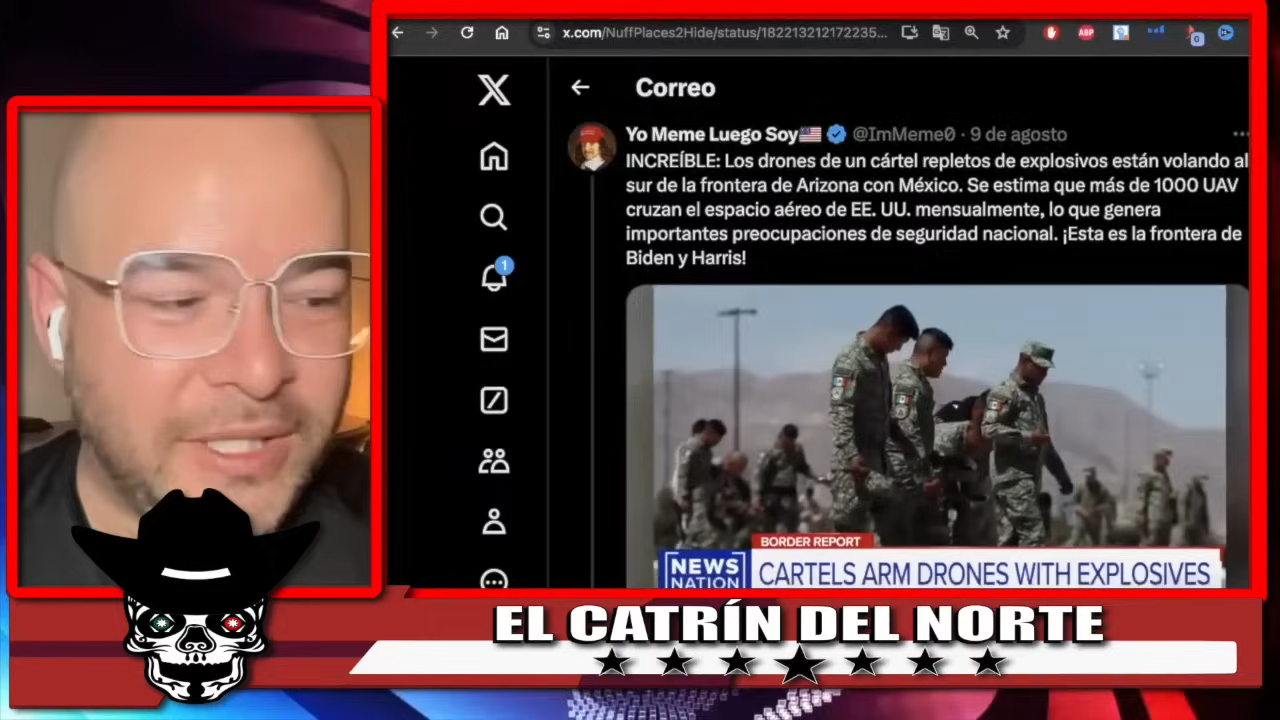 x.com/NuffPlaces2Hide/status/182213212172235...
ABP
0
Correo
1
Yo Meme Luego Soy @ImMeme0 · 9 de agosto
INCREÍBLE: Los drones de un cártel repletos de explosivos están volando al
sur de la frontera de Arizona con México. Se estima que más de 1000 UAV
cruzan el espacio aéreo de EE. UU. mensualmente, lo que genera
importantes preocupaciones de seguridad nacional. ¡Esta es la frontera de
Biden y Harris!
BORDER REPORT
NEWS
NATION
CARTELS ARM DRONES WITH EXPLOSIVES
EL CATRÍN DEL NORTE